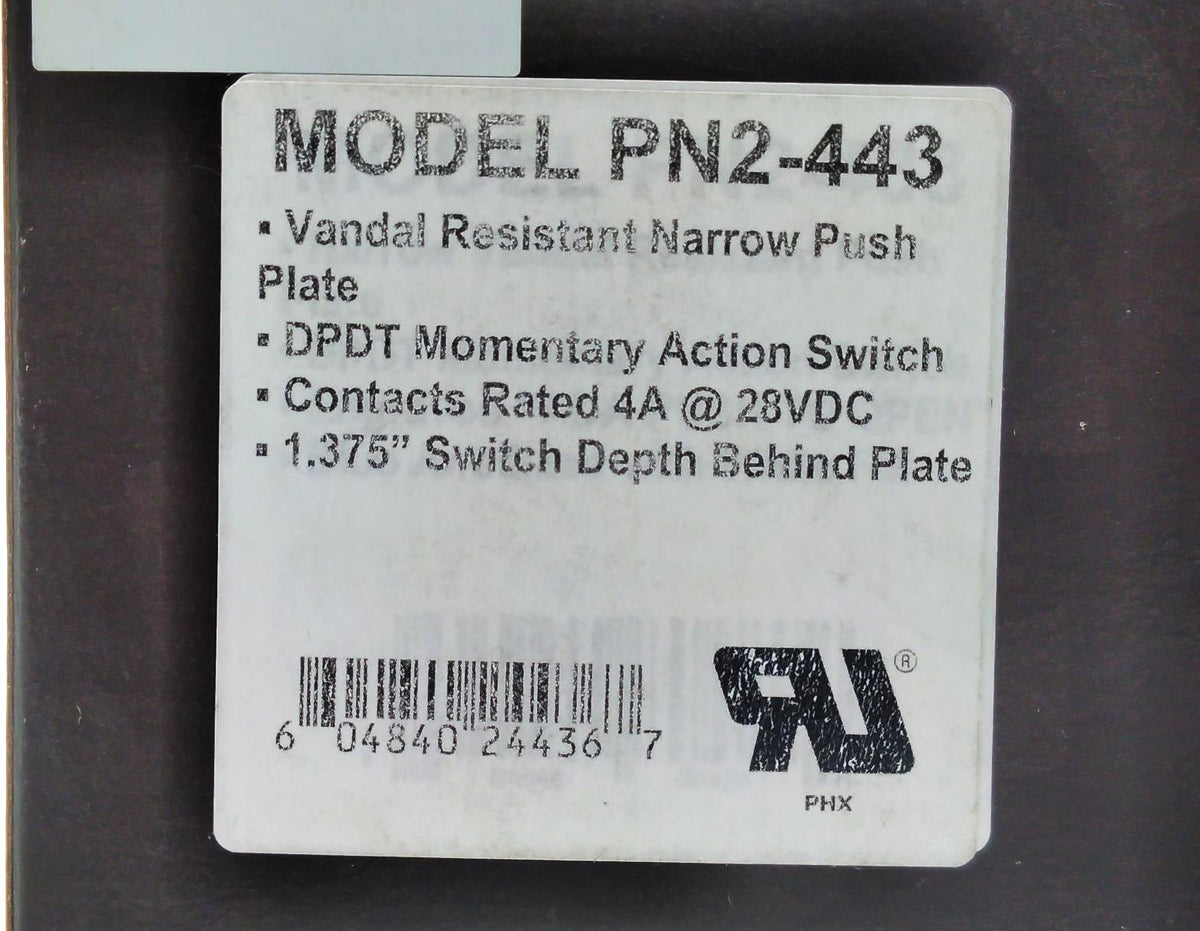 MODEL PN2-443
▪ Vandal Resistant Narrow Push
Plate
▪ DPDT Momentary Action Switch
▪ Contacts Rated 4A @ 28VDC
▪ 1.375” Switch Depth Behind Plate
6 04840 24436 7
®
PHX